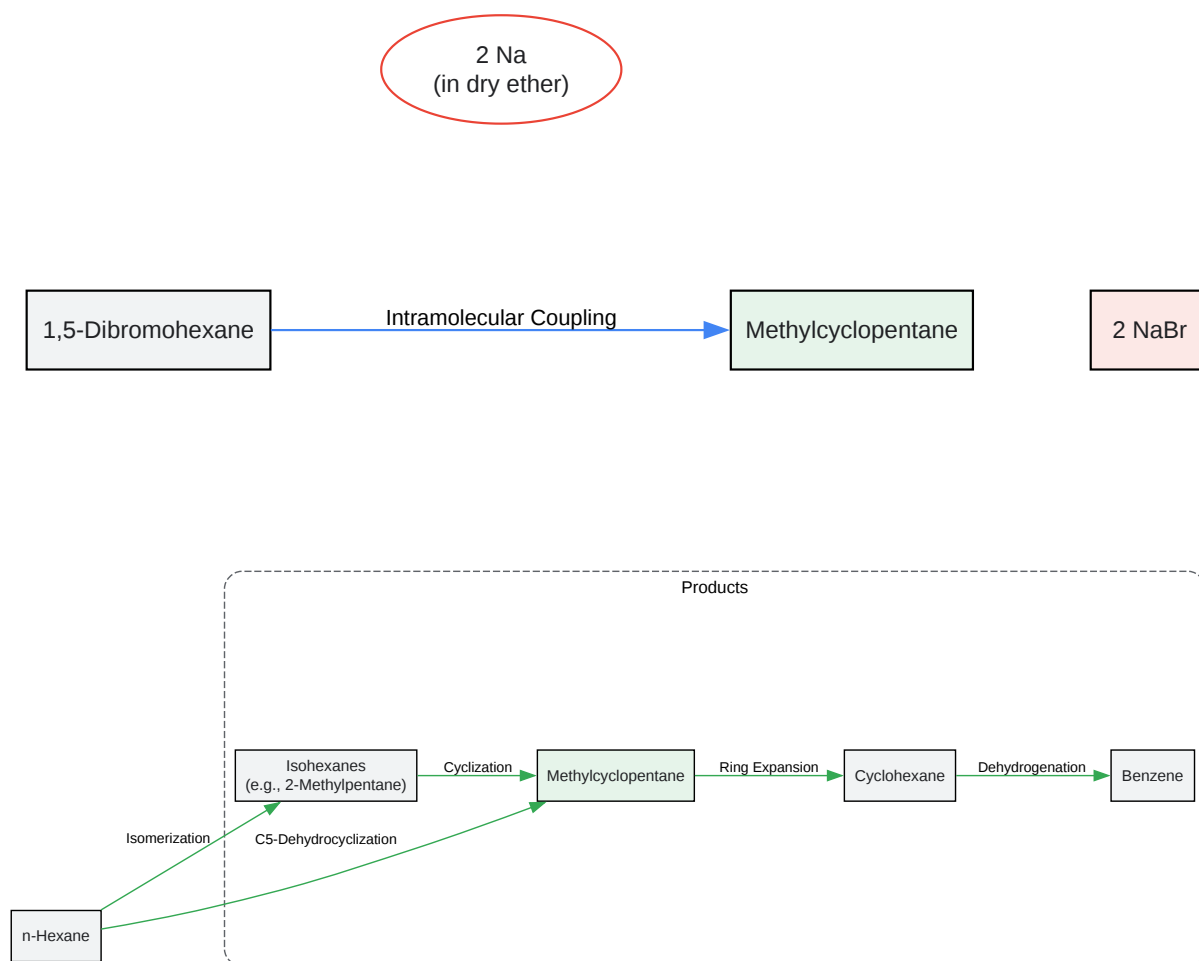 2 Na
(in dry ether)
1,5-Dibromohexane
Intramolecular Coupling
Methylcyclopentane
2 NaBr
Products
Isohexanes
(e.g., 2-Methylpentane)
Cyclization
Methylcyclopentane
Ring Expansion
Cyclohexane
Dehydrogenation
Benzene
Isomerization
C5-Dehydrocyclization
n-Hexane